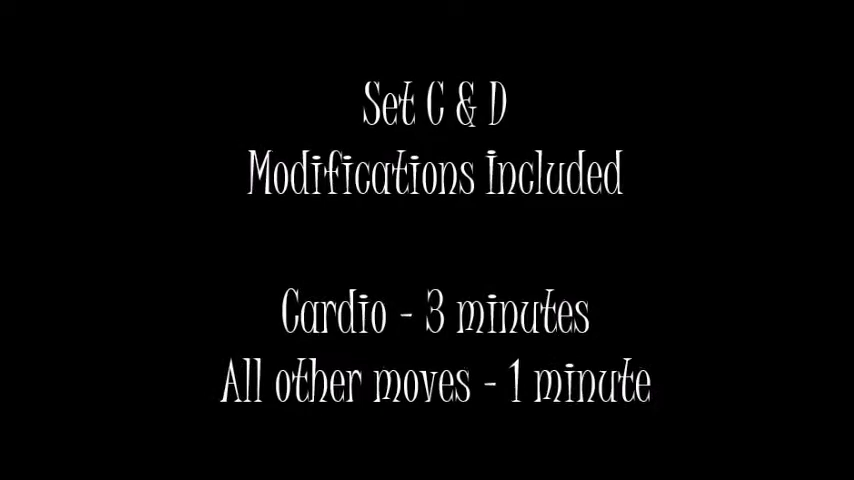 Set C & D
Modifications Included
Cardio - 3 minutes
All other moves - 1 minute